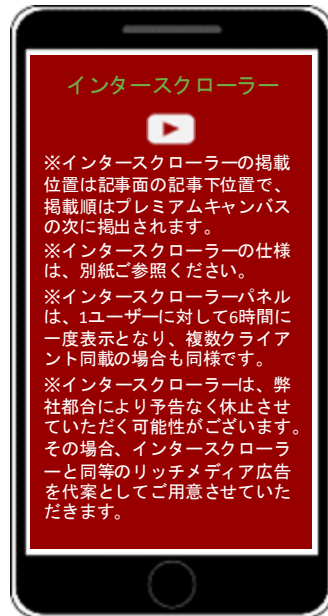 インタースクローラー
※インタースクローラーの掲載
位置は記事面の記事下位置で、
掲載順はプレミアムキャンバス
の次に掲出されます。
※インタースクローラーの仕様
は、別紙ご参照ください。
※インタースクローラーパネル
は、1ユーザーに対して6時間に
一度表示となり、複数クライア
ント同載の場合も同様です。
※インタースクローラーは、弊
社都合により予告なく休止させ
ていただく可能性がございます。
その場合、インタースクローラ
ーと同等のリッチメディア広告
を代案としてご用意させていた
だきます。